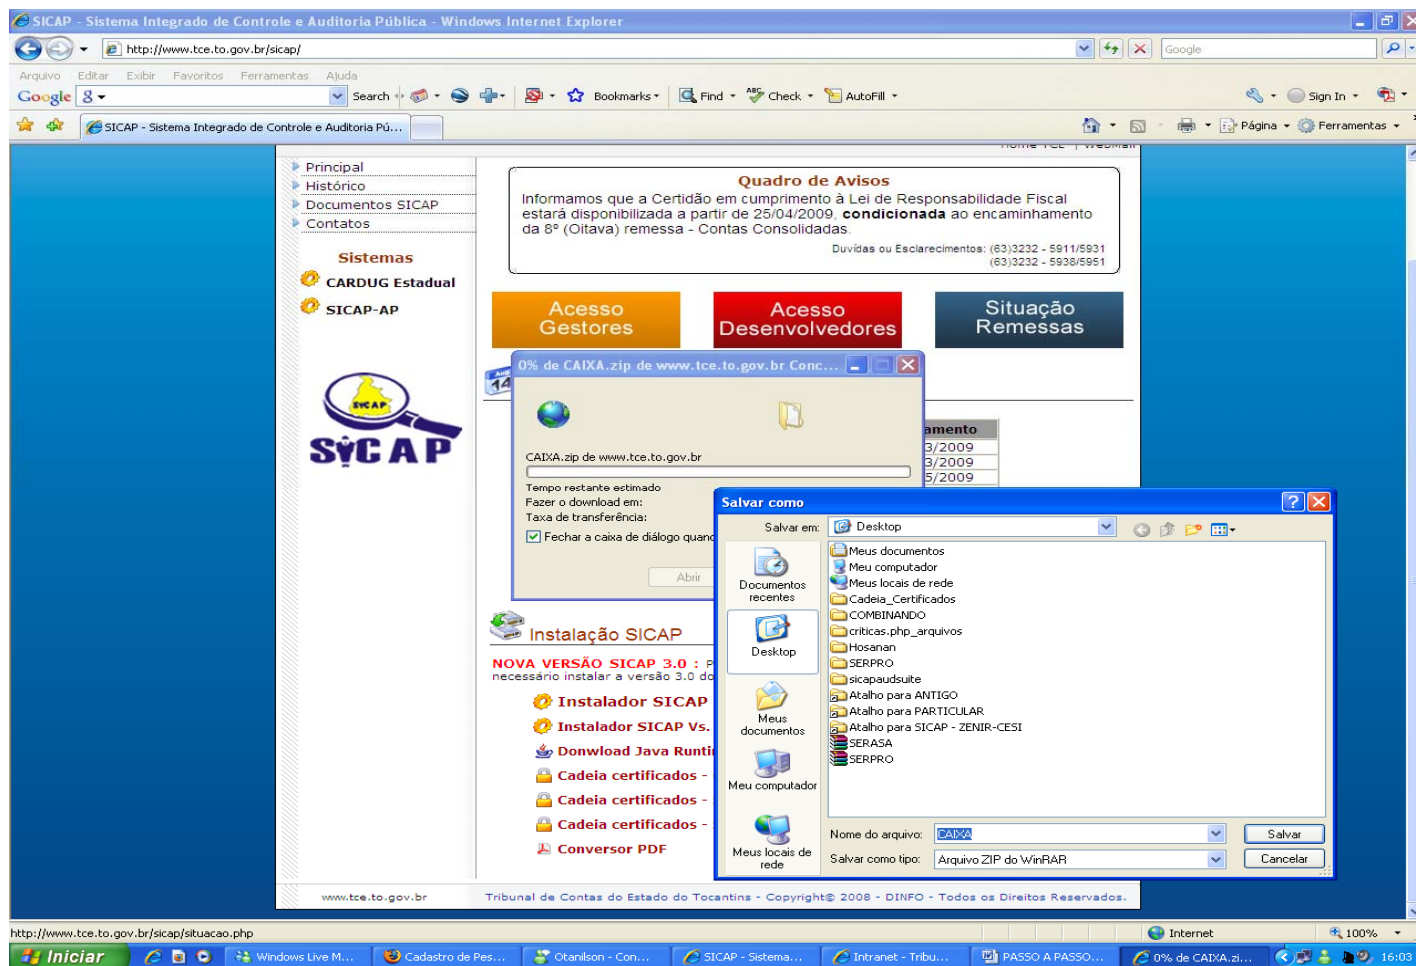 SICAP - Sistema Integrado de Controle e Auditoria Pública - Windows Internet Explorer
http://www.tce.to.gov.br/sicap/
Google
Arquivo Editar Exibir Favoritos Ferramentas Ajuda
Google Search Bookmarks Find Check AutoFill Sign In
SICAP - Sistema Integrado de Controle e Auditoria Pú...
Página Ferramentas
Home TCE | WebMail
Principal
Histórico
Documentos SICAP
Contatos
Sistemas
CARDUG Estadual
SICAP-AP
SICAP
SICAP
Quadro de Avisos
Informamos que a Certidão em cumprimento à Lei de Responsabilidade Fiscal
estará disponibilizada a partir de 25/04/2009, condicionada ao encaminhamento
da 8º (Oitava) remessa - Contas Consolidadas.
Duvídas ou Esclarecimentos: (63)3232 - 5911/5931
(63)3232 - 5938/5951
Acesso
Gestores
Acesso
Desenvolvedores
Situação
Remessas
Aug
14
amento
3/2009
3/2009
5/2009
0% de CAIXA.zip de www.tce.to.gov.br Conc...
CAIXA.zip de www.tce.to.gov.br
Tempo restante estimado
Fazer o download em:
Taxa de transferência:
Fechar a caixa de diálogo quand
Abrir
Instalação SICAP
NOVA VERSÃO SICAP 3.0 : P
necessário instalar a versão 3.0 do
Instalador SICAP
Instalador SICAP Vs.
Donwload Java Runti
Cadeia certificados -
Cadeia certificados -
Cadeia certificados -
Conversor PDF
Salvar como
Salvar em: Desktop
Documentos
recentes
Desktop
Meus
documentos
Meu computador
Meus locais de
rede
Meus documentos
Meu computador
Meus locais de rede
Cadeia_Certificados
COMBINANDO
criticas.php_arquivos
Hosanan
SERPRO
sicapaudsuite
Atalho para ANTIGO
Atalho para PARTICULAR
Atalho para SICAP - ZENIR-CESI
SERASA
SERPRO
Nome do arquivo: CAIXA Salvar
Salvar como tipo: Arquivo ZIP do WinRAR Cancelar
www.tce.to.gov.br Tribunal de Contas do Estado do Tocantins - Copyright© 2008 - DINFO - Todos os Direitos Reservados.
http://www.tce.to.gov.br/sicap/situacao.php Internet 100%
Iniciar Windows Live M... Cadastro de Pes... Otanilson - Con... SICAP - Sistema... Intranet - Tribu... PASSO A PASSO... 0% de CAIXA.zi... 16:03